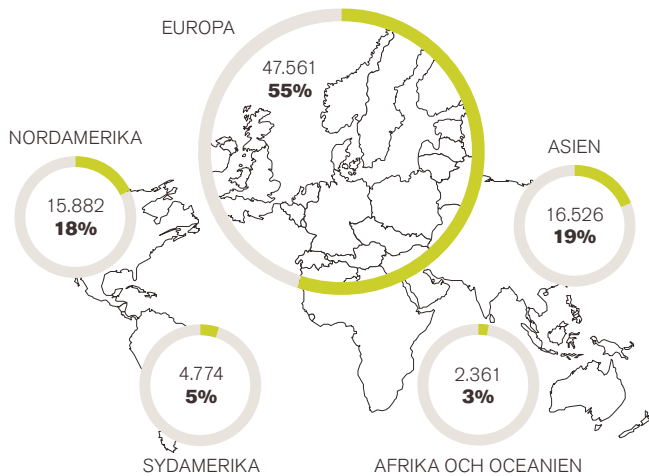 EUROPA
47.561
55%
NORDAMERIKA
15.882
18%
ASIEN
16.526
19%
4.774
5%
SYDAMERIKA
2.361
3%
AFRIKA OCH OCEANIEN